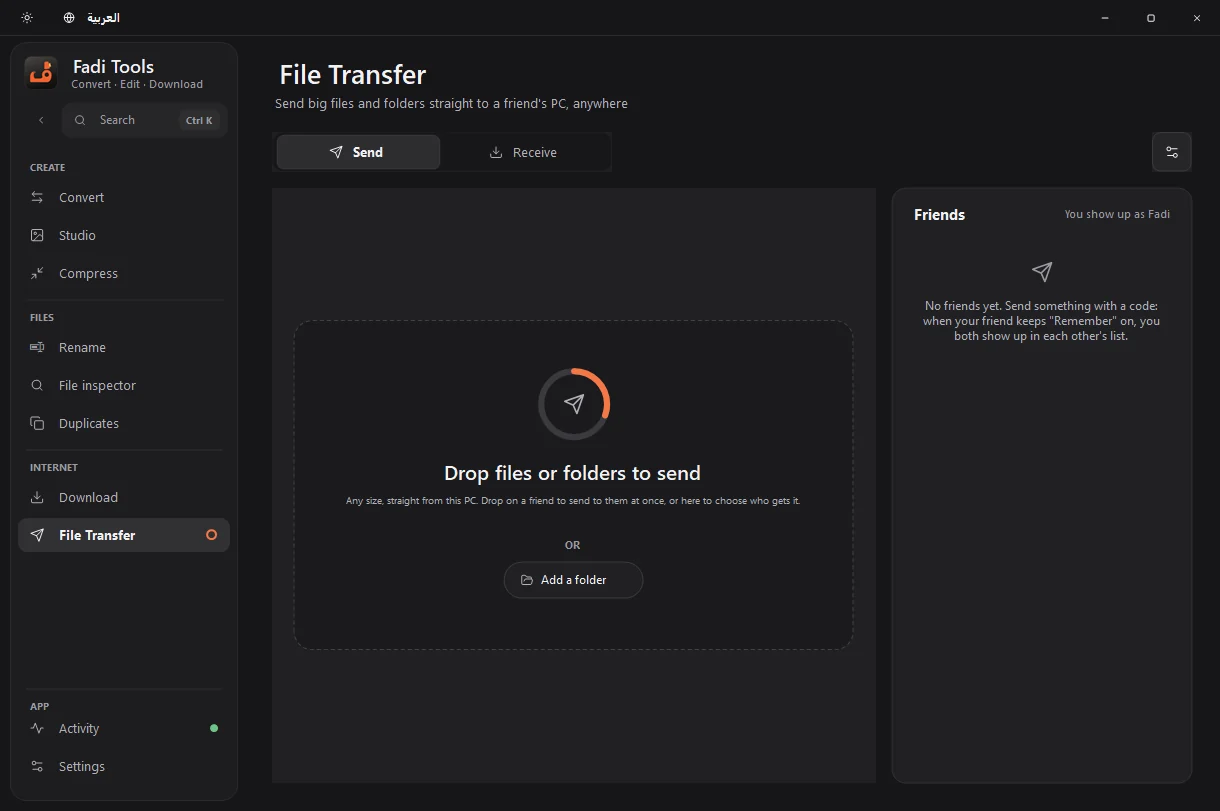 العربية
Fadi Tools
Convert · Edit · Download
Search
Ctrl K
CREATE
Convert
Studio
Compress
FILES
Rename
File inspector
Duplicates
INTERNET
Download
File Transfer
APP
Activity
Settings
File Transfer
Send big files and folders straight to a friend's PC, anywhere
Send
Receive
Drop files or folders to send
Any size, straight from this PC. Drop on a friend to send to them at once, or here to choose who gets it.
OR
Add a folder
Friends
You show up as Fadi
No friends yet. Send something with a code:
when your friend keeps "Remember" on, you
both show up in each other's list.